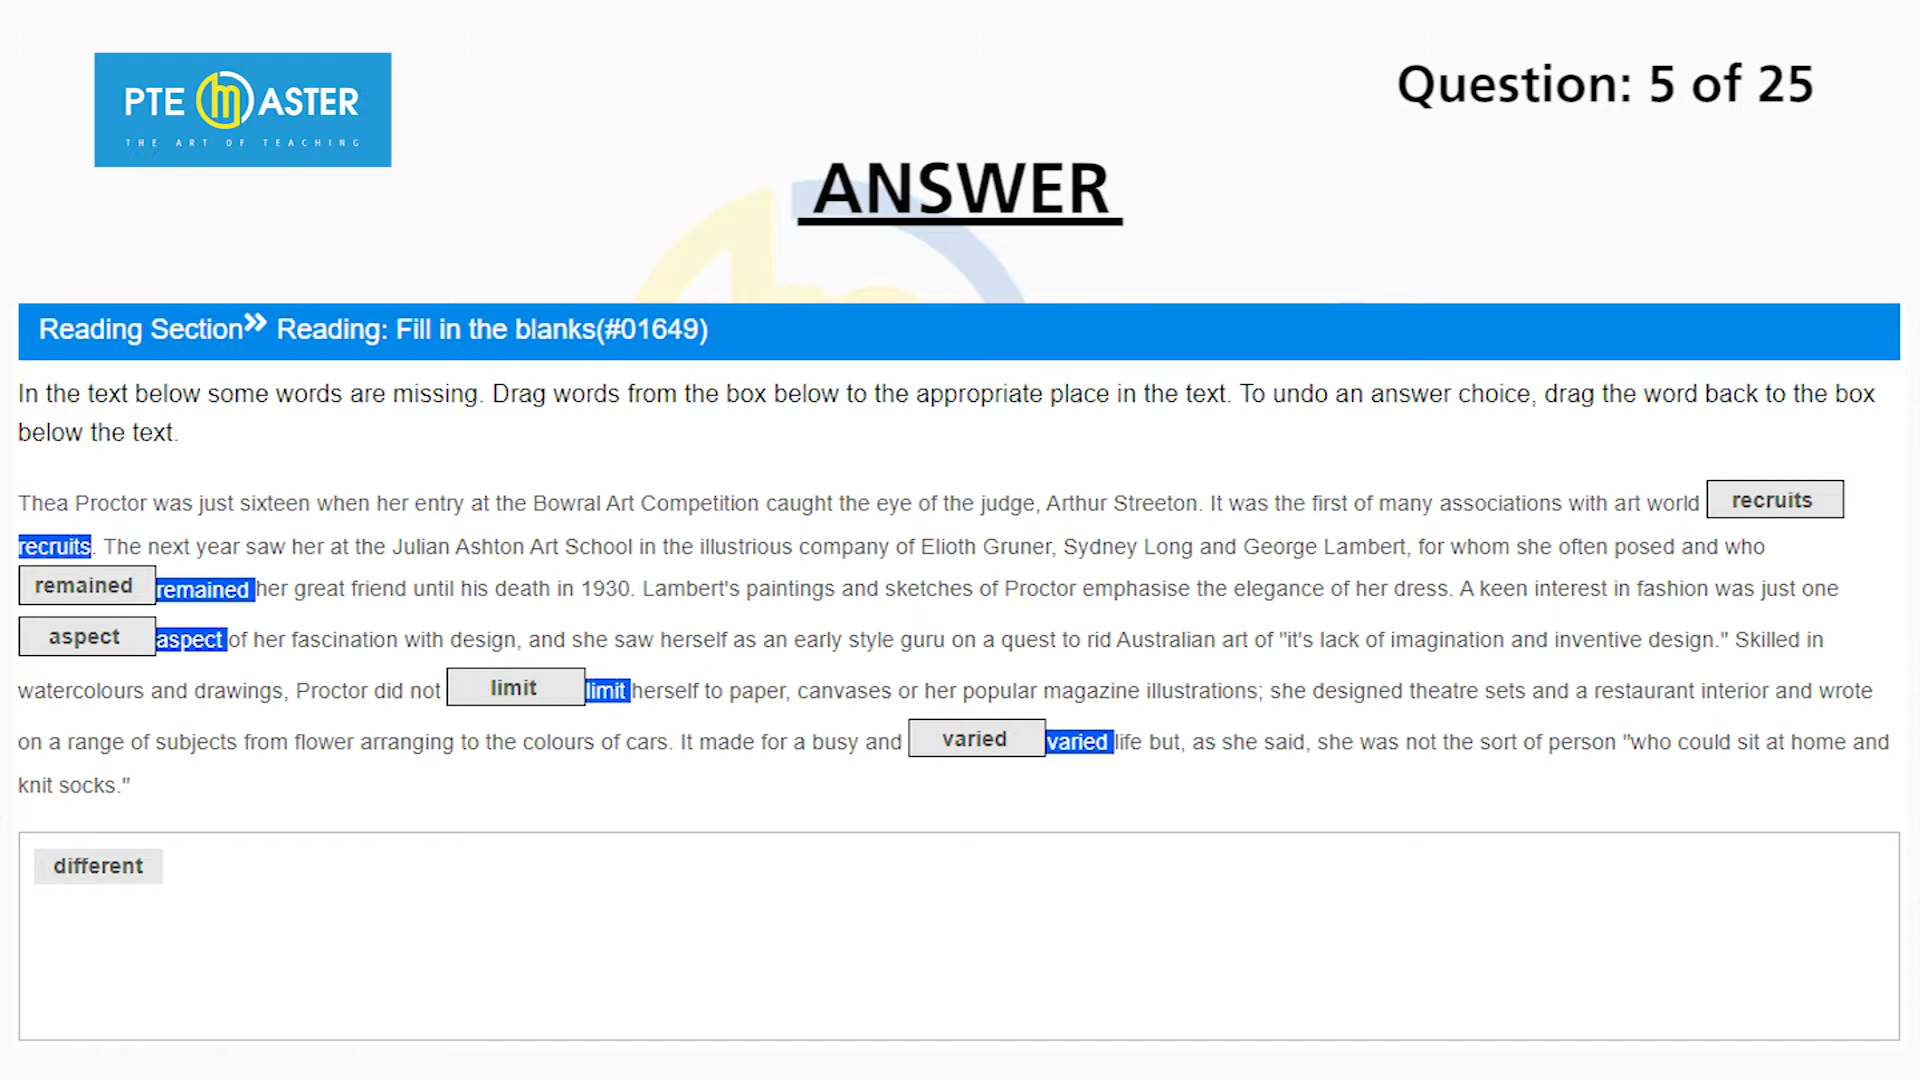 PTE MASTER
THE ART OF TEACHING
Question: 5 of 25
ANSWER
Reading Section» Reading: Fill in the blanks(#01649)
In the text below some words are missing. Drag words from the box below to the appropriate place in the text. To undo an answer choice, drag the word back to the box
below the text.
Thea Proctor was just sixteen when her entry at the Bowral Art Competition caught the eye of the judge, Arthur Streeton. It was the first of many associations with art world recruits
recruits. The next year saw her at the Julian Ashton Art School in the illustrious company of Elioth Gruner, Sydney Long and George Lambert, for whom she often posed and who
remained remained her great friend until his death in 1930. Lambert's paintings and sketches of Proctor emphasise the elegance of her dress. A keen interest in fashion was just one
aspect aspect of her fascination with design, and she saw herself as an early style guru on a quest to rid Australian art of "it's lack of imagination and inventive design." Skilled in
watercolours and drawings, Proctor did not limit limit herself to paper, canvases or her popular magazine illustrations; she designed theatre sets and a restaurant interior and wrote
on a range of subjects from flower arranging to the colours of cars. It made for a busy and varied varied life but, as she said, she was not the sort of person "who could sit at home and
knit socks."
different